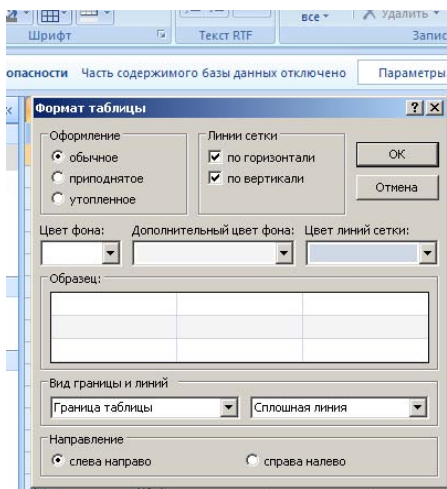 все
Удалить
Шрифт
Текст RTF
Запис
опасности Часть содержимого базы данных отключено Параметры
Формат таблицы
Оформление
обычное
приподнятое
утопленное
Линии сетки
по горизонтали
по вертикали
ОК
Отмена
Цвет фона: Дополнительный цвет фона: Цвет линий сетки:
Образец:
Вид границы и линий
Граница таблицы Сплошная линия
Направление
слева направо справа налево